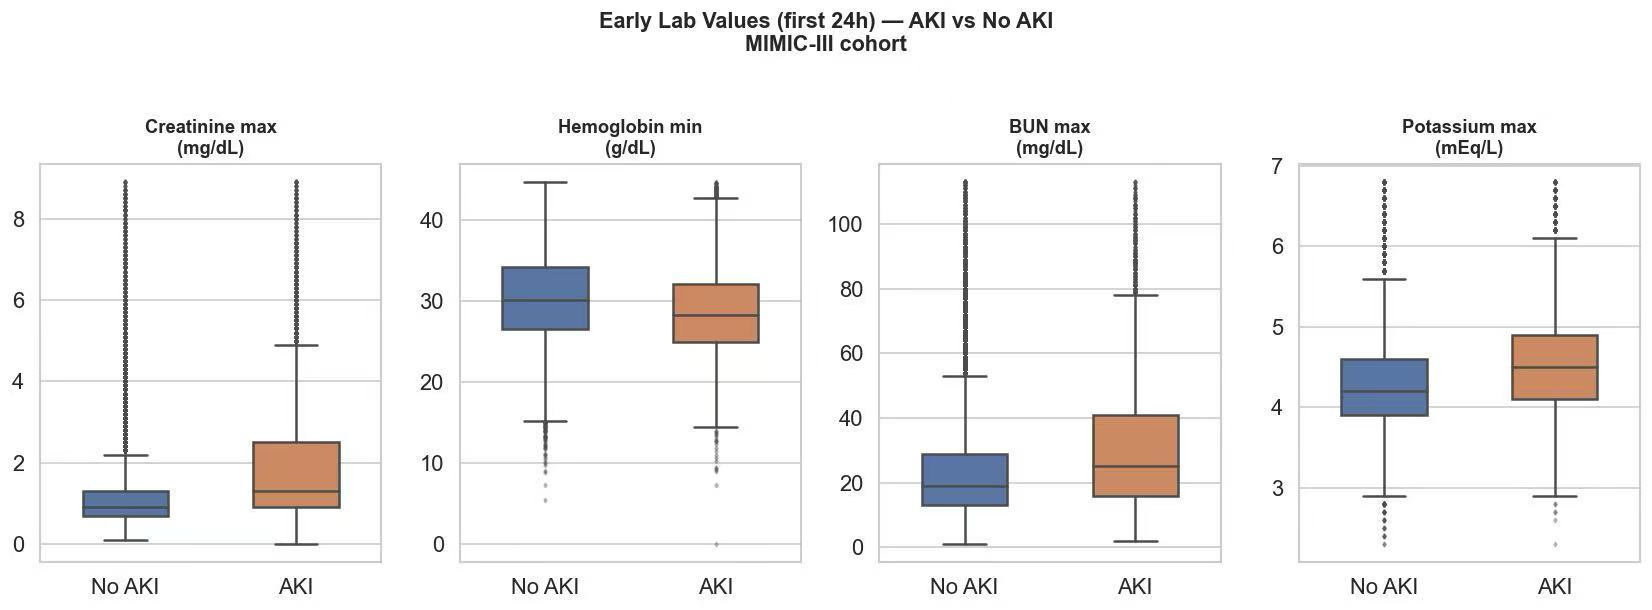 Early Lab Values (first 24h) — AKI vs No AKI
MIMIC-III cohort
Creatinine max
(mg/dL)
8
6
4
2
0
No AKI
AKI
Hemoglobin min
(g/dL)
40
30
20
10
0
No AKI
AKI
BUN max
(mg/dL)
100
80
60
40
20
0
No AKI
AKI
Potassium max
(mEq/L)
7
6
5
4
3
No AKI
AKI